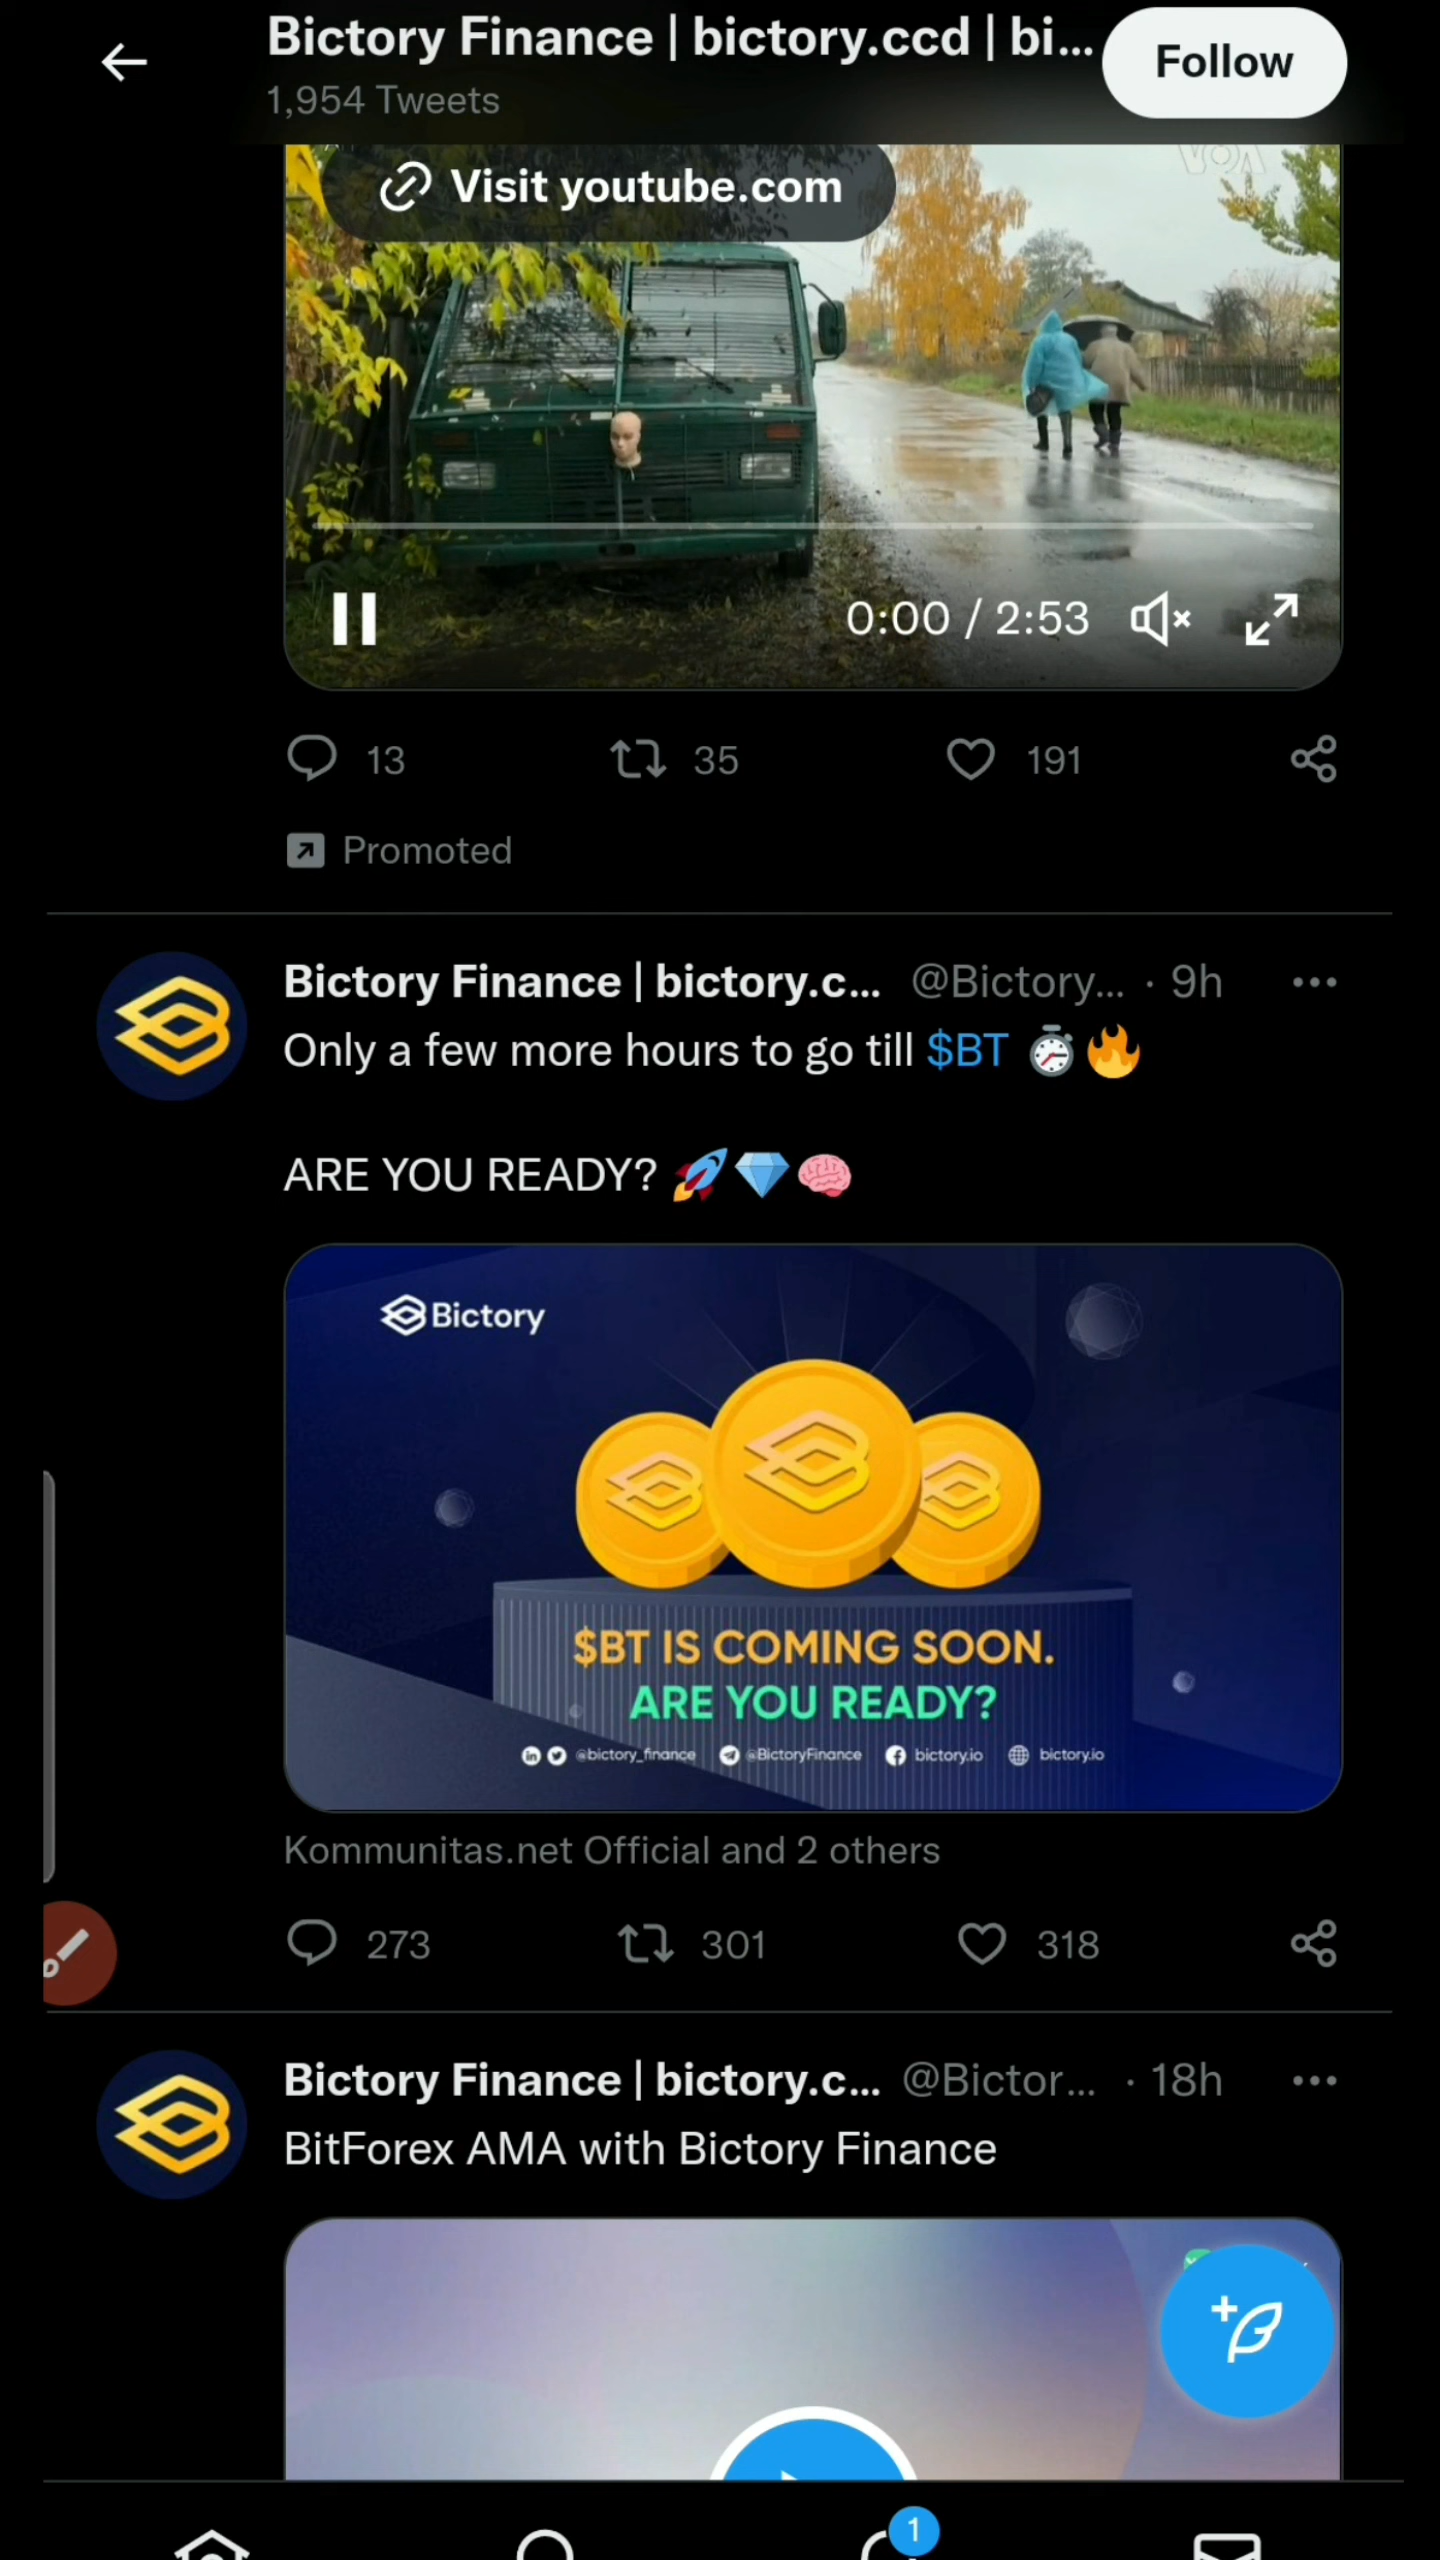 Bictory Finance | bictory.ccd | bi...
Follow
1,954 Tweets
VOA
Visit youtube.com
0:00 / 2:53
13
35
191
Promoted
Bictory Finance | bictory.c... @Bictory... · 9h
Only a few more hours to go till $BT ⏱🔥
ARE YOU READY? 🚀💎🧠
Bictory
$BT IS COMING SOON.
ARE YOU READY?
@bictory_finance @BictoryFinance bictory.io bictory.io
Kommunitas.net Official and 2 others
273
301
318
Bictory Finance | bictory.c... @Bictor... · 18h
BitForex AMA with Bictory Finance
1